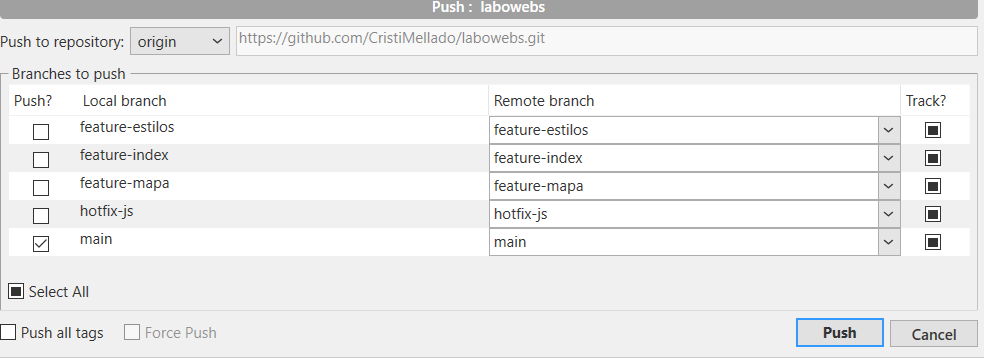 Push : labowebs
Push to repository: origin https://github.com/CristiMellado/labowebs.git
Branches to push
Push? Local branch Remote branch Track?
feature-estilos feature-estilos
feature-index feature-index
feature-mapa feature-mapa
hotfix-js hotfix-js
main main
Select All
Push all tags Force Push Push Cancel